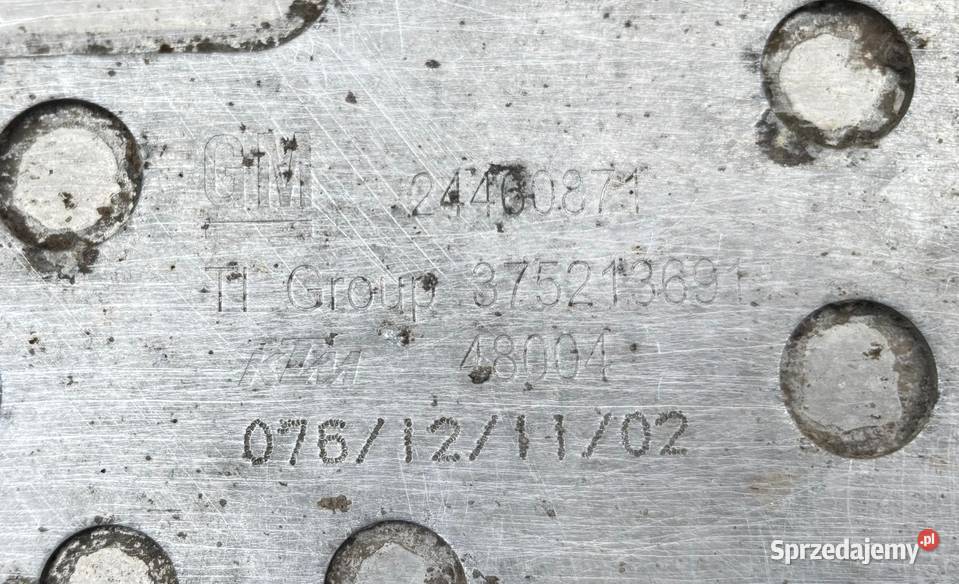 GM 24460871
TI Group 375213691
KTM 48004
076/12/11/02
Sprzedajemy.pl